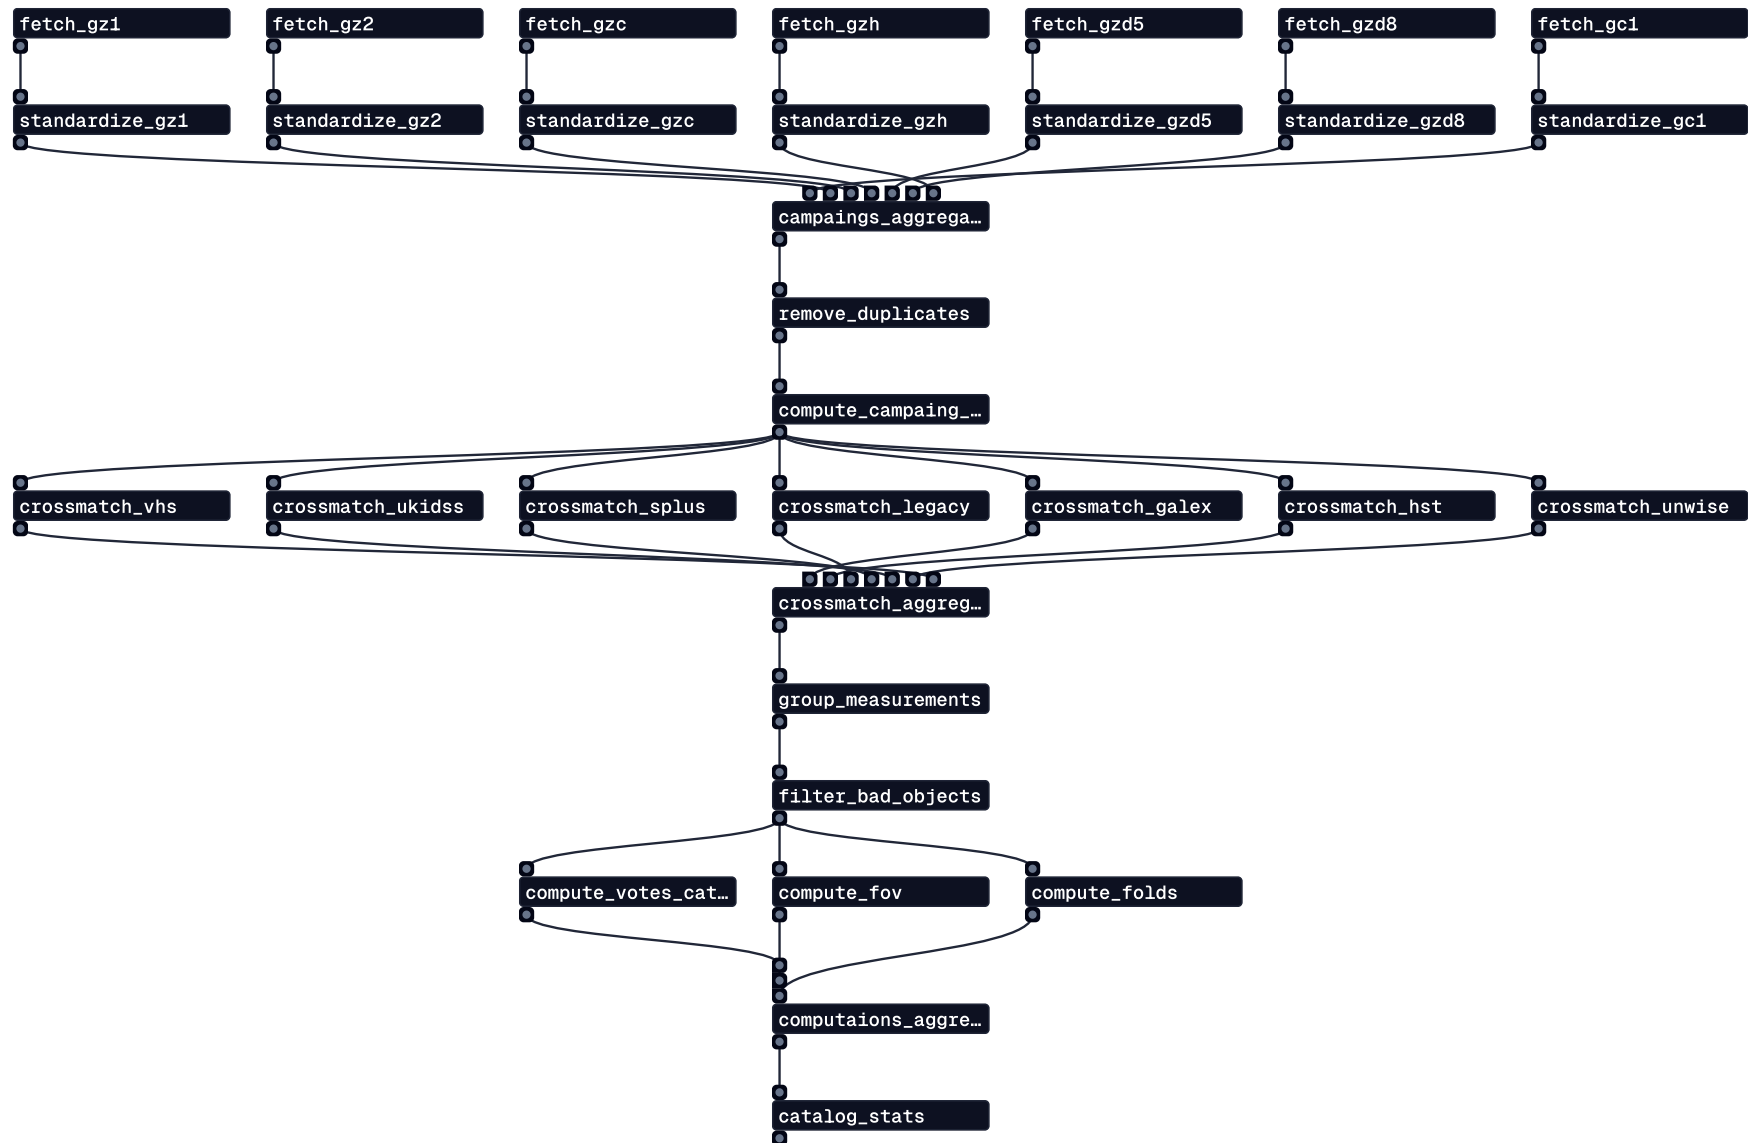 fetch_gz1
fetch_gz2
fetch_gzc
fetch_gzh
fetch_gzd5
fetch_gzd8
fetch_gc1
standardize_gz1
standardize_gz2
standardize_gzc
standardize_gzh
standardize_gzd5
standardize_gzd8
standardize_gc1
campaings_aggrega…
remove_duplicates
compute_campaing_…
crossmatch_vhs
crossmatch_ukidss
crossmatch_splus
crossmatch_legacy
crossmatch_galex
crossmatch_hst
crossmatch_unwise
crossmatch_aggreg…
group_measurements
filter_bad_objects
compute_votes_cat…
compute_fov
compute_folds
computaions_aggre…
catalog_stats